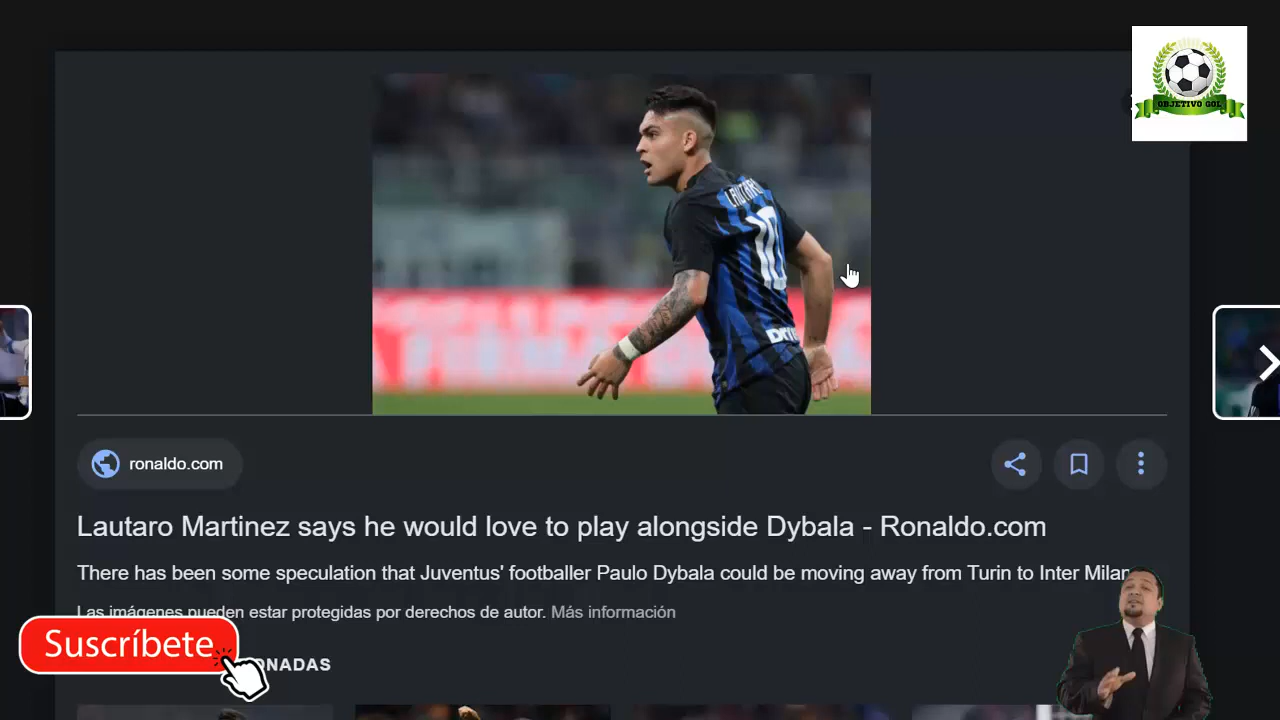 OBJETIVO GOL
LAUTARO
10
ronaldo.com
Lautaro Martinez says he would love to play alongside Dybala - Ronaldo.com
There has been some speculation that Juventus' footballer Paulo Dybala could be moving away from Turin to Inter Milan
Las imágenes pueden estar protegidas por derechos de autor. Más información
Suscríbete
ONADAS